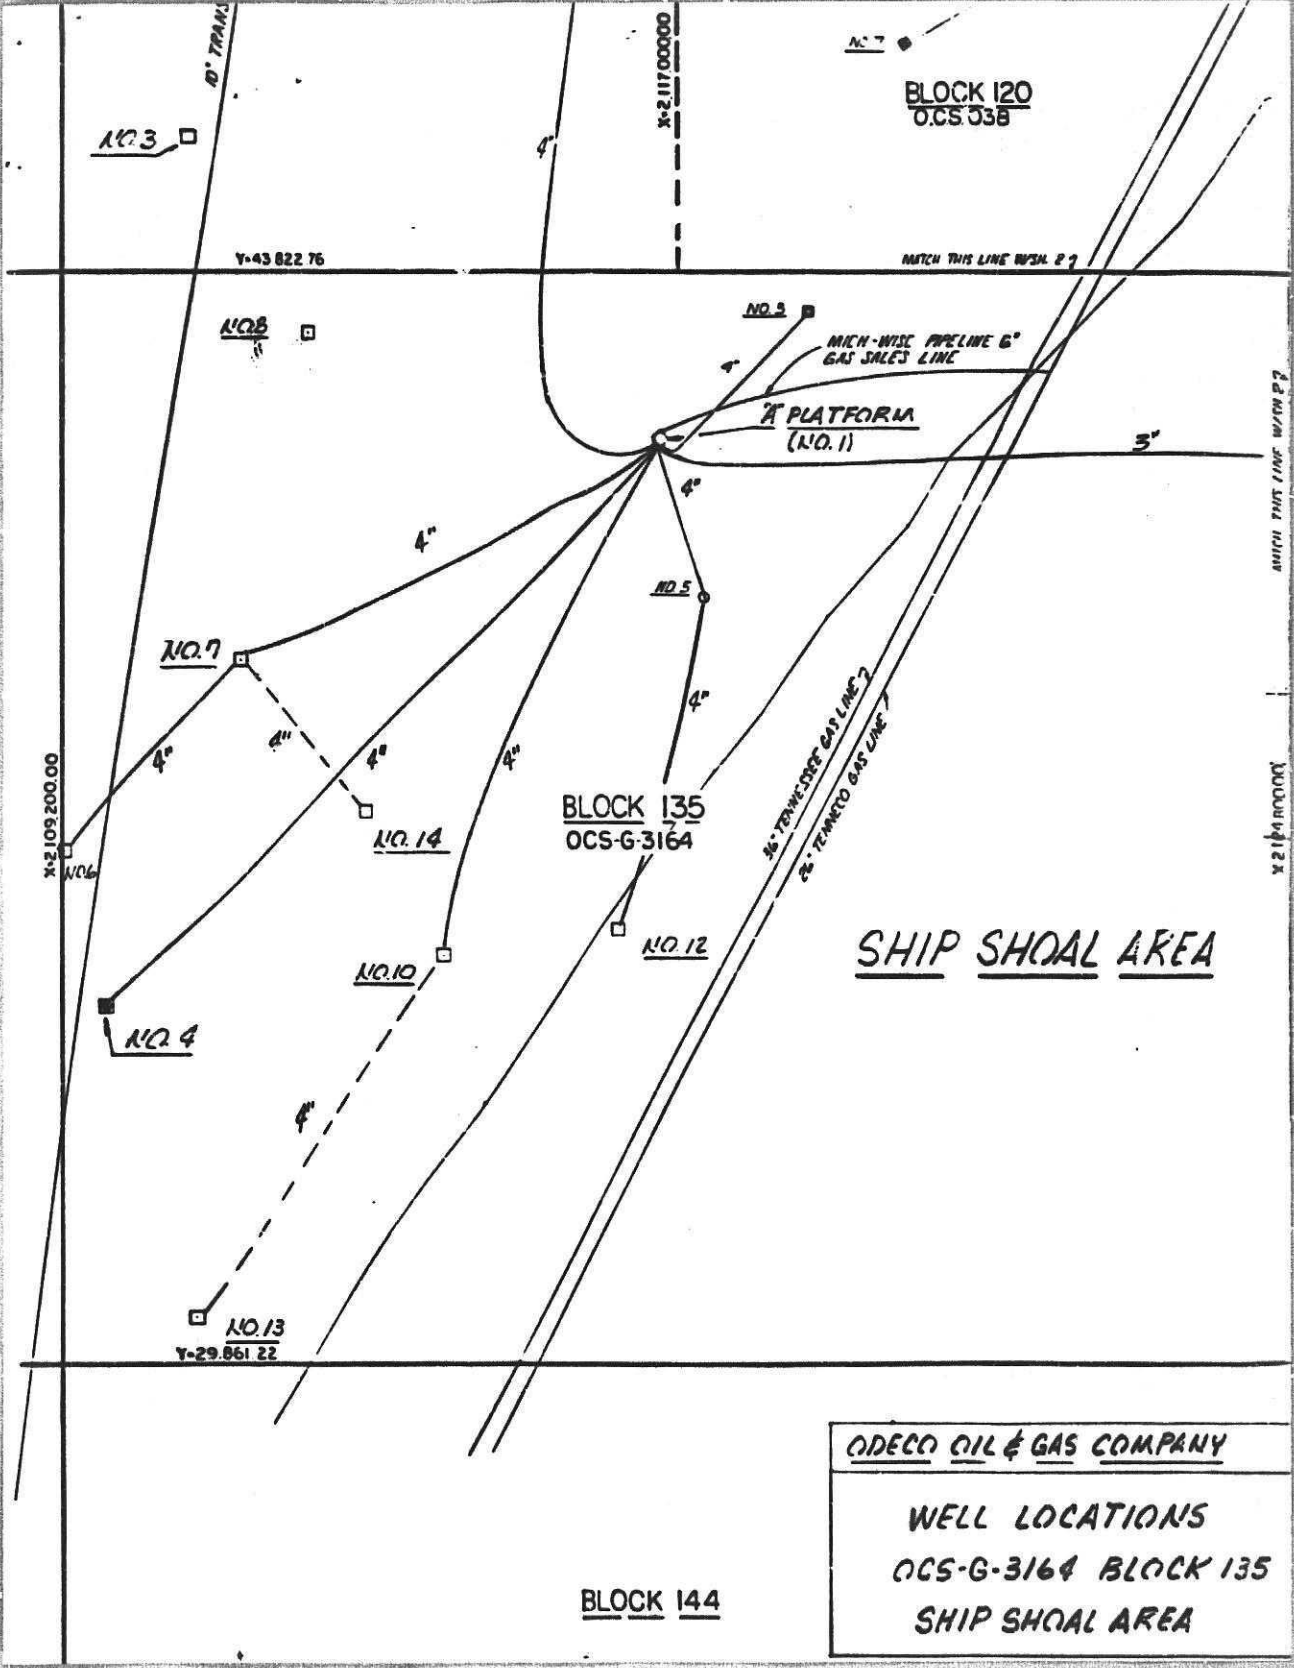 10" TRANS
X=2,117,000.00
NO. 7
BLOCK 120
O.C.S. 038
NO.3
4"
Y=43 822 76
MATCH THIS LINE
NO.8
NO.3
MICH-WISC PIPELINE 6"
GAS SALES LINE
4"
"A" PLATFORM
(NO.1)
3"
MATCH THIS LINE
4"
4"
NO 5
NO.7
4"
4"
4"
4"
4"
36" TENNESSEE GAS LINE
26" TENNECO GAS LINE
X=2 109,200.00
BLOCK 135
OCS-G-3164
NO.14
NO.6
NO.12
SHIP SHOAL AREA
NO.10
NO.4
4"
NO.13
Y=29,861.22
ODECO OIL & GAS COMPANY
WELL LOCATIONS
OCS-G-3164 BLOCK 135
SHIP SHOAL AREA
BLOCK 144